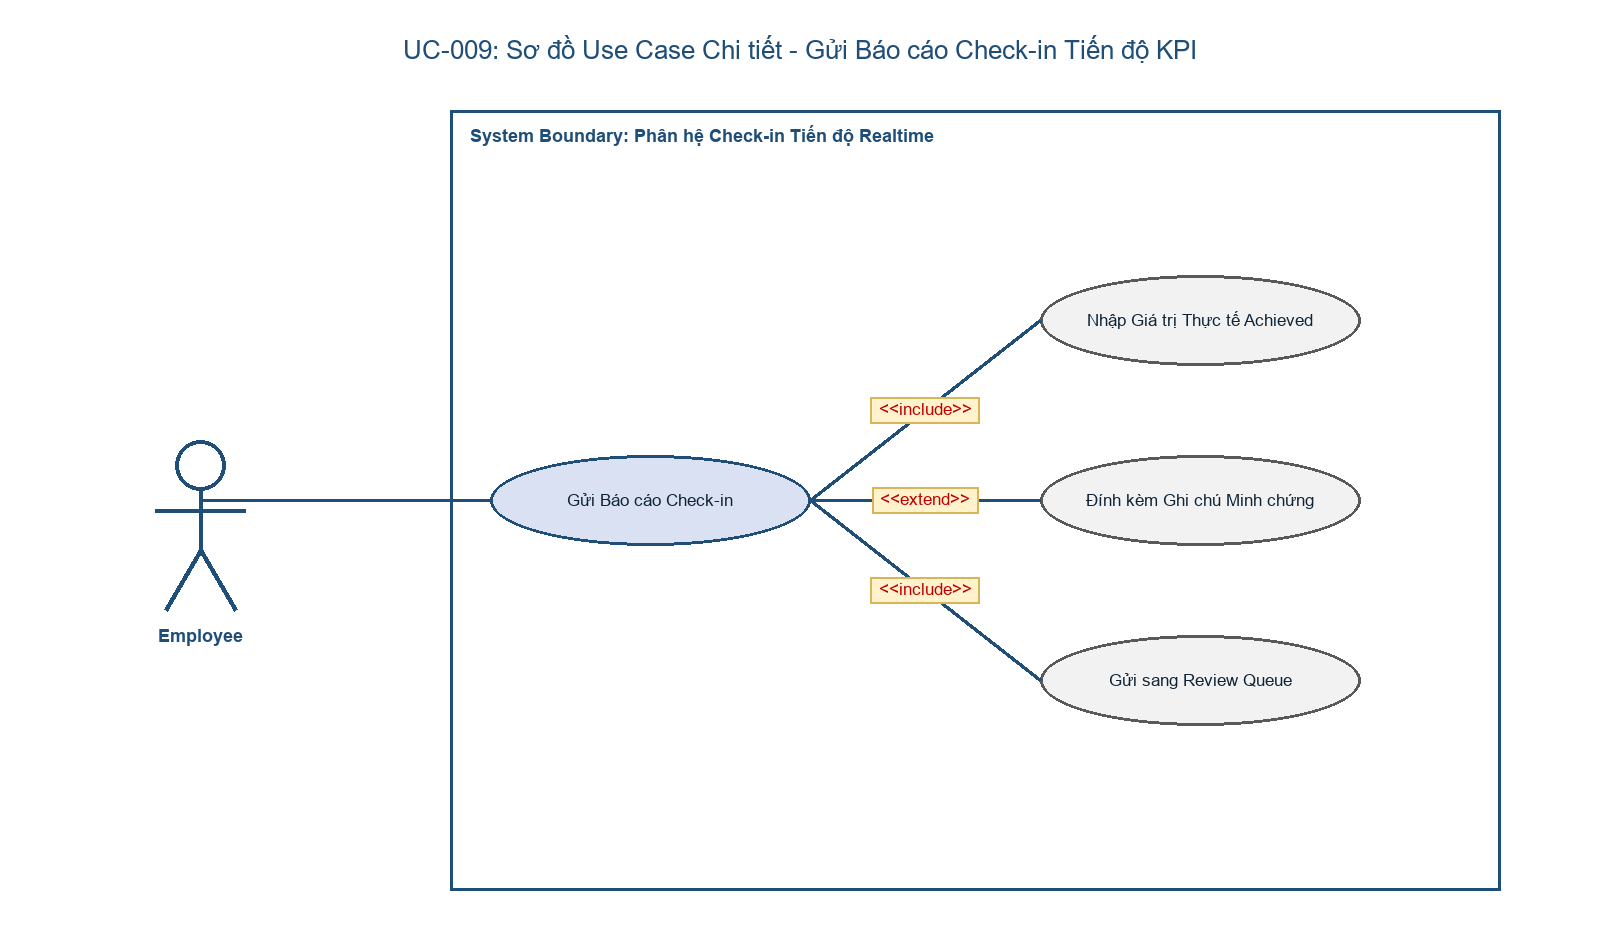 UC-009: Sơ đồ Use Case Chi tiết - Gửi Báo cáo Check-in Tiến độ KPI
System Boundary: Phân hệ Check-in Tiến độ Realtime
Nhập Giá trị Thực tế Achieved
<<include>>
Gửi Báo cáo Check-in
<<extend>>
Đính kèm Ghi chú Minh chứng
<<include>>
Employee
Gửi sang Review Queue